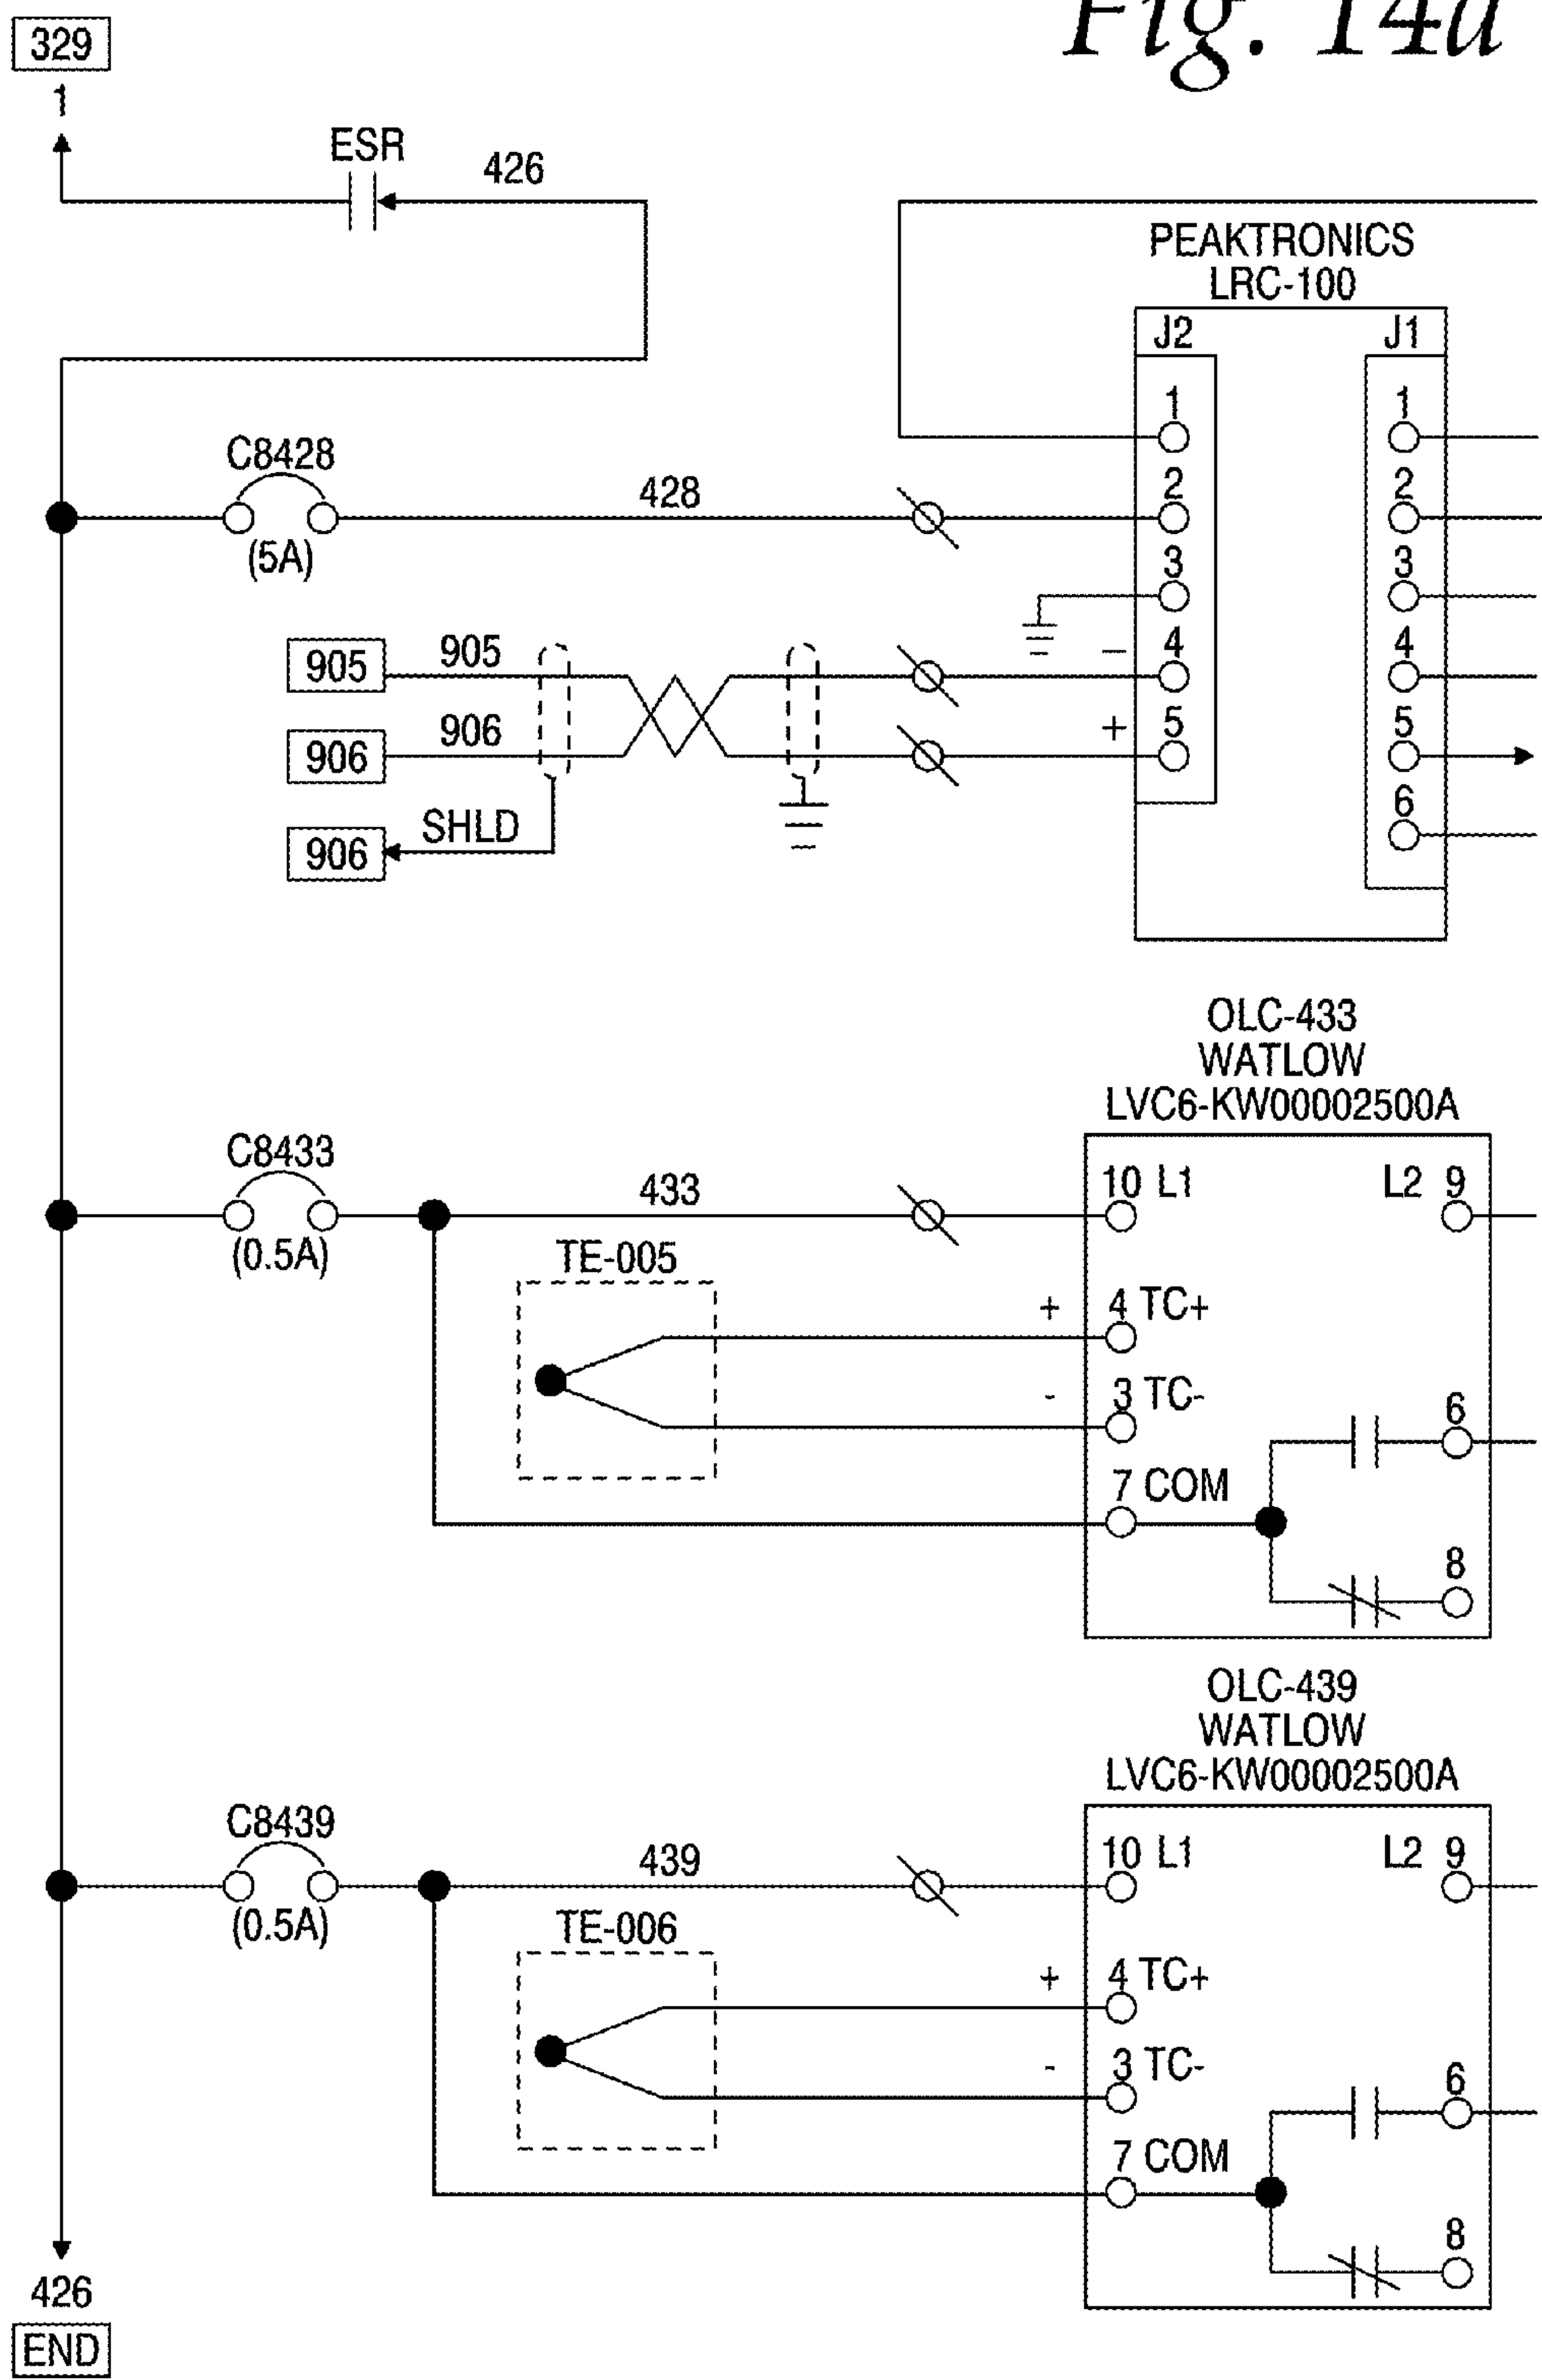 Fig. 14a
329
1
ESR
426
PEAKTRONICS
LRC-100
J2 J1
1 1
C8428
2 2
428
(5A)
3 3
905 905 − 4 4
906 906 + 5 5
906 SHLD
6
OLC-433
WATLOW
LVC6-KW00002500A
C8433
433
10 L1 L2 9
(0.5A)
TE-005
+ 4 TC+
- 3 TC-
6
7 COM
8
OLC-439
WATLOW
LVC6-KW00002500A
C8439
439
10 L1 L2 9
(0.5A)
TE-006
+ 4 TC+
- 3 TC-
6
7 COM
8
426
END